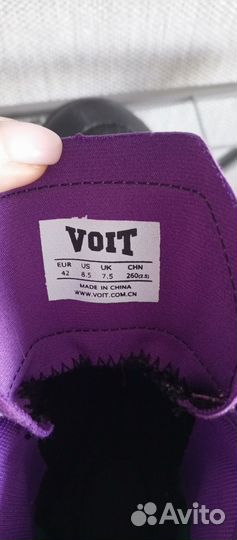 VOIT
EUR US UK CHN
42 8.5 7.5 260(2.5)
MADE IN CHINA
WWW.VOIT.COM.CN
Avito